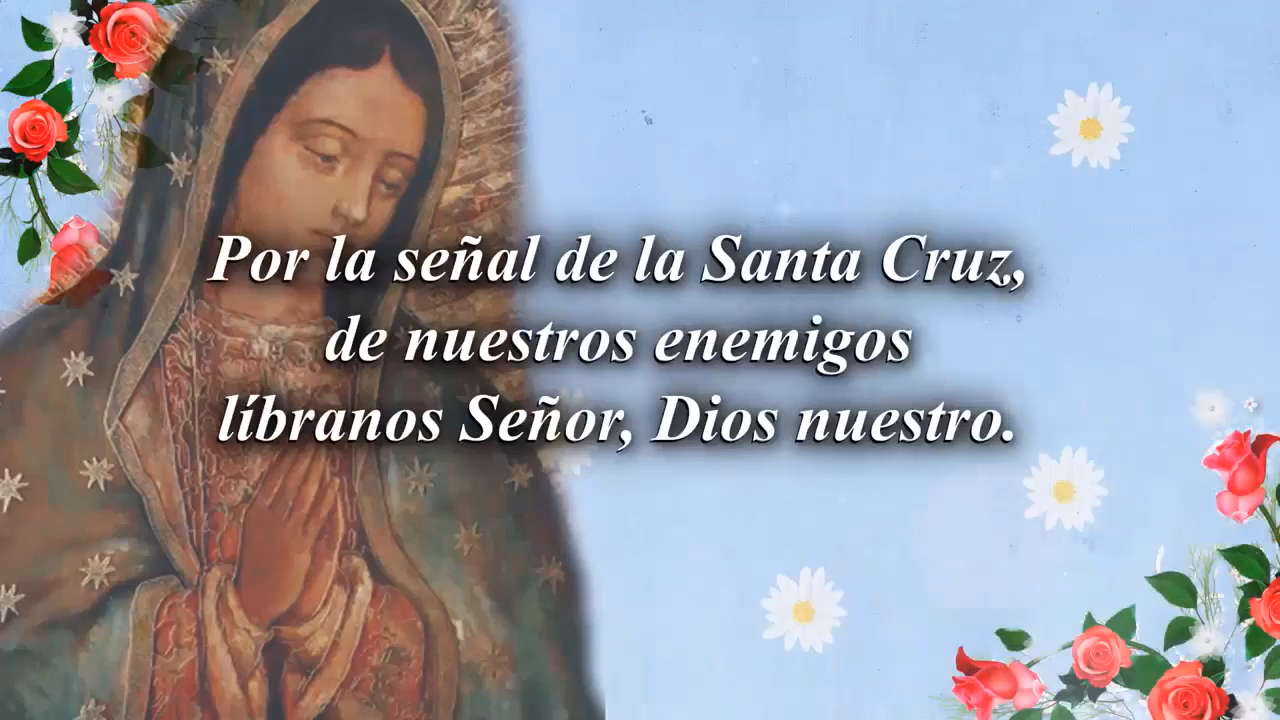 Por la señal de la Santa Cruz,
de nuestros enemigos
líbranos Señor, Dios nuestro.